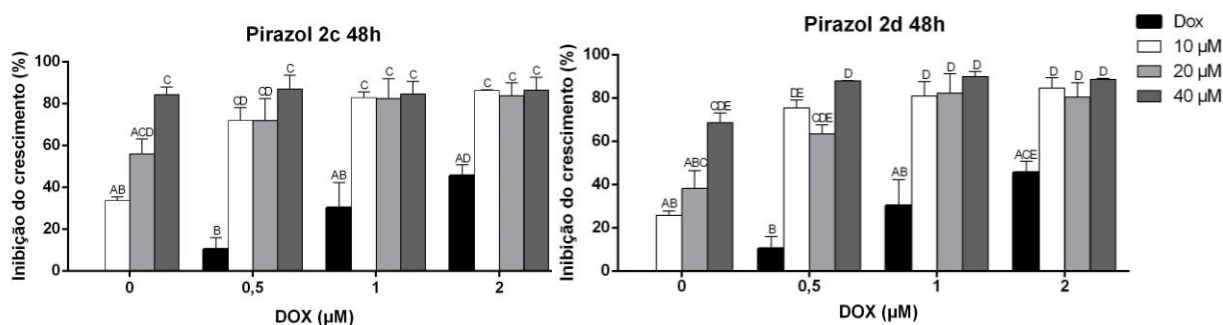 Pirazol 2c 48h
Inibição do crescimento (%)
100
80
60
40
20
0
AB
ACD
C
B
CD
CD
C
AB
C
C
C
AD
C
C
C
0
0,5
1
2
DOX (µM)
Pirazol 2d 48h
Inibição do crescimento (%)
100
80
60
40
20
0
AB
ABC
CDE
B
DE
CDE
D
AB
D
D
D
ACE
D
D
D
0
0,5
1
2
DOX (µM)
Dox
10 µM
20 µM
40 µM